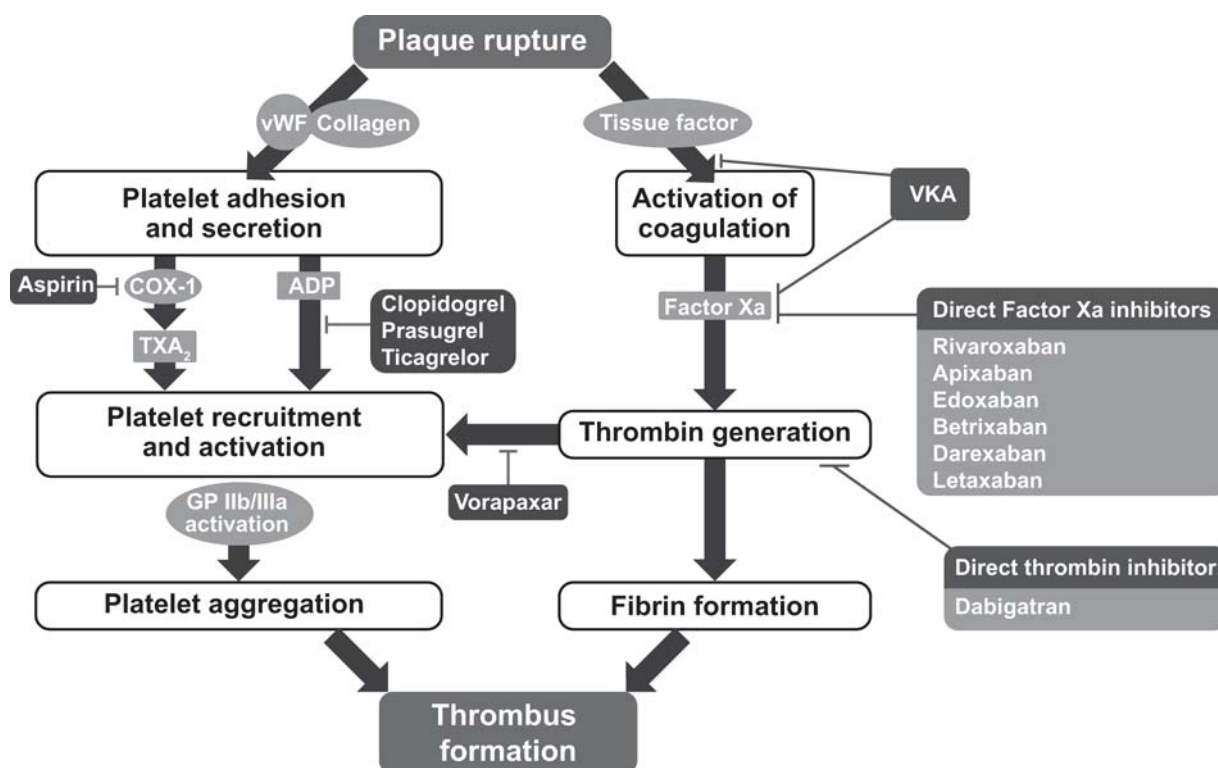 Plaque rupture
vWF
Collagen
Tissue factor
Platelet adhesion
and secretion
Activation of
coagulation
VKA
Aspirin
COX-1
ADP
Clopidogrel
Prasugrel
Ticagrelor
Factor Xa
Direct Factor Xa inhibitors
Rivaroxaban
Apixaban
Edoxaban
Betrixaban
Darexaban
Letaxaban
TXA₂
Platelet recruitment
and activation
Thrombin generation
GP IIb/IIIa
activation
Vorapaxar
Direct thrombin inhibitor
Dabigatran
Platelet aggregation
Fibrin formation
Thrombus
formation